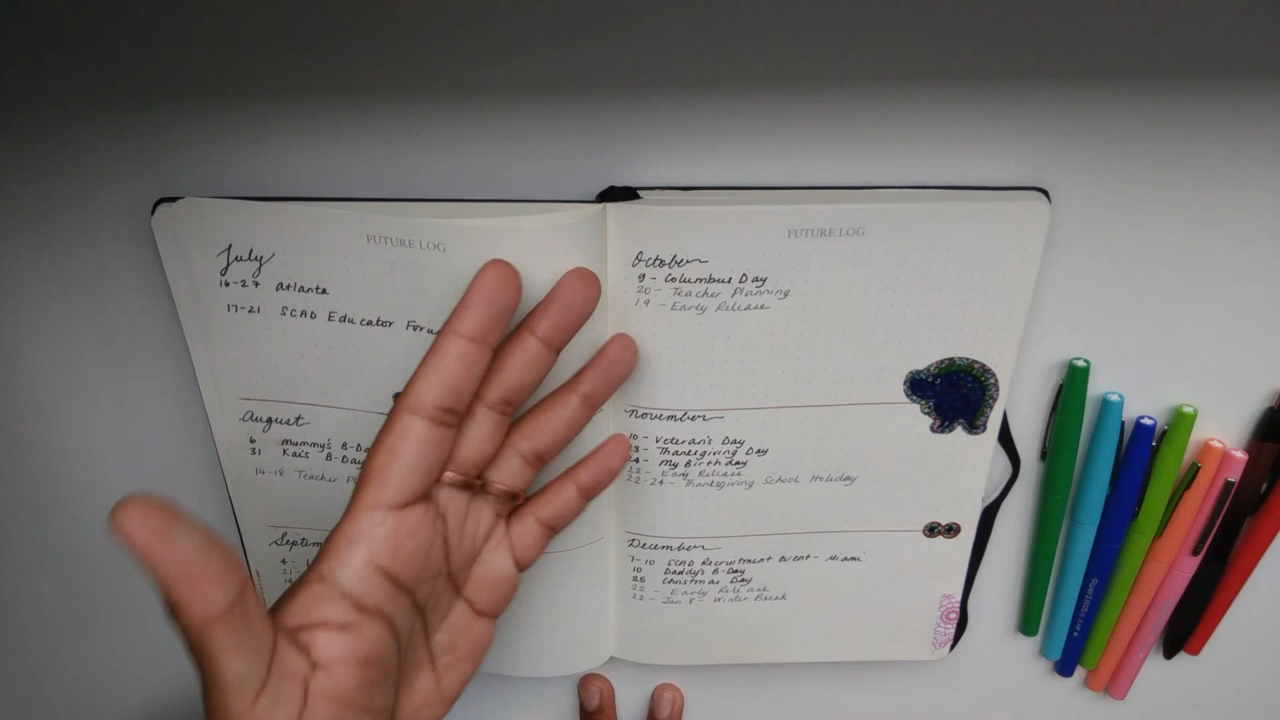 FUTURE LOG
July
16-27 Atlanta
17-21 SCAD Educator
August
6 Mummy's B-Da
31 Kai's B-Day
14-18 Teacher
Septem
4 -
21
14
FUTURE LOG
October
9 - Columbus Day
20 - Teacher Planning
19 - Early Release
November
10 - Veteran's Day
23 - Thanksgiving Day
24 - My Birthday
22 - Early Release
22-24 - Thanksgiving School Holiday
December
7-10 SCAD Recruitment event - Miami
10 Daddy's B-Day
25 Christmas Day
22 - Early Release
22 - Jan 8 - Winter Break